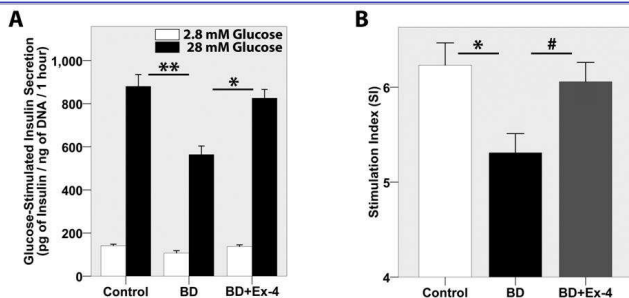 A
2.8 mM Glucose
28 mM Glucose
Glucose-Stimulated Insulin Secretion
(pg of Insulin / ng of DNA / 1 hour)
1,000
800
600
400
200
0
**
*
Control BD BD+Ex-4
B
Stimulation Index (SI)
6
5
4
*
#
Control BD BD+Ex-4